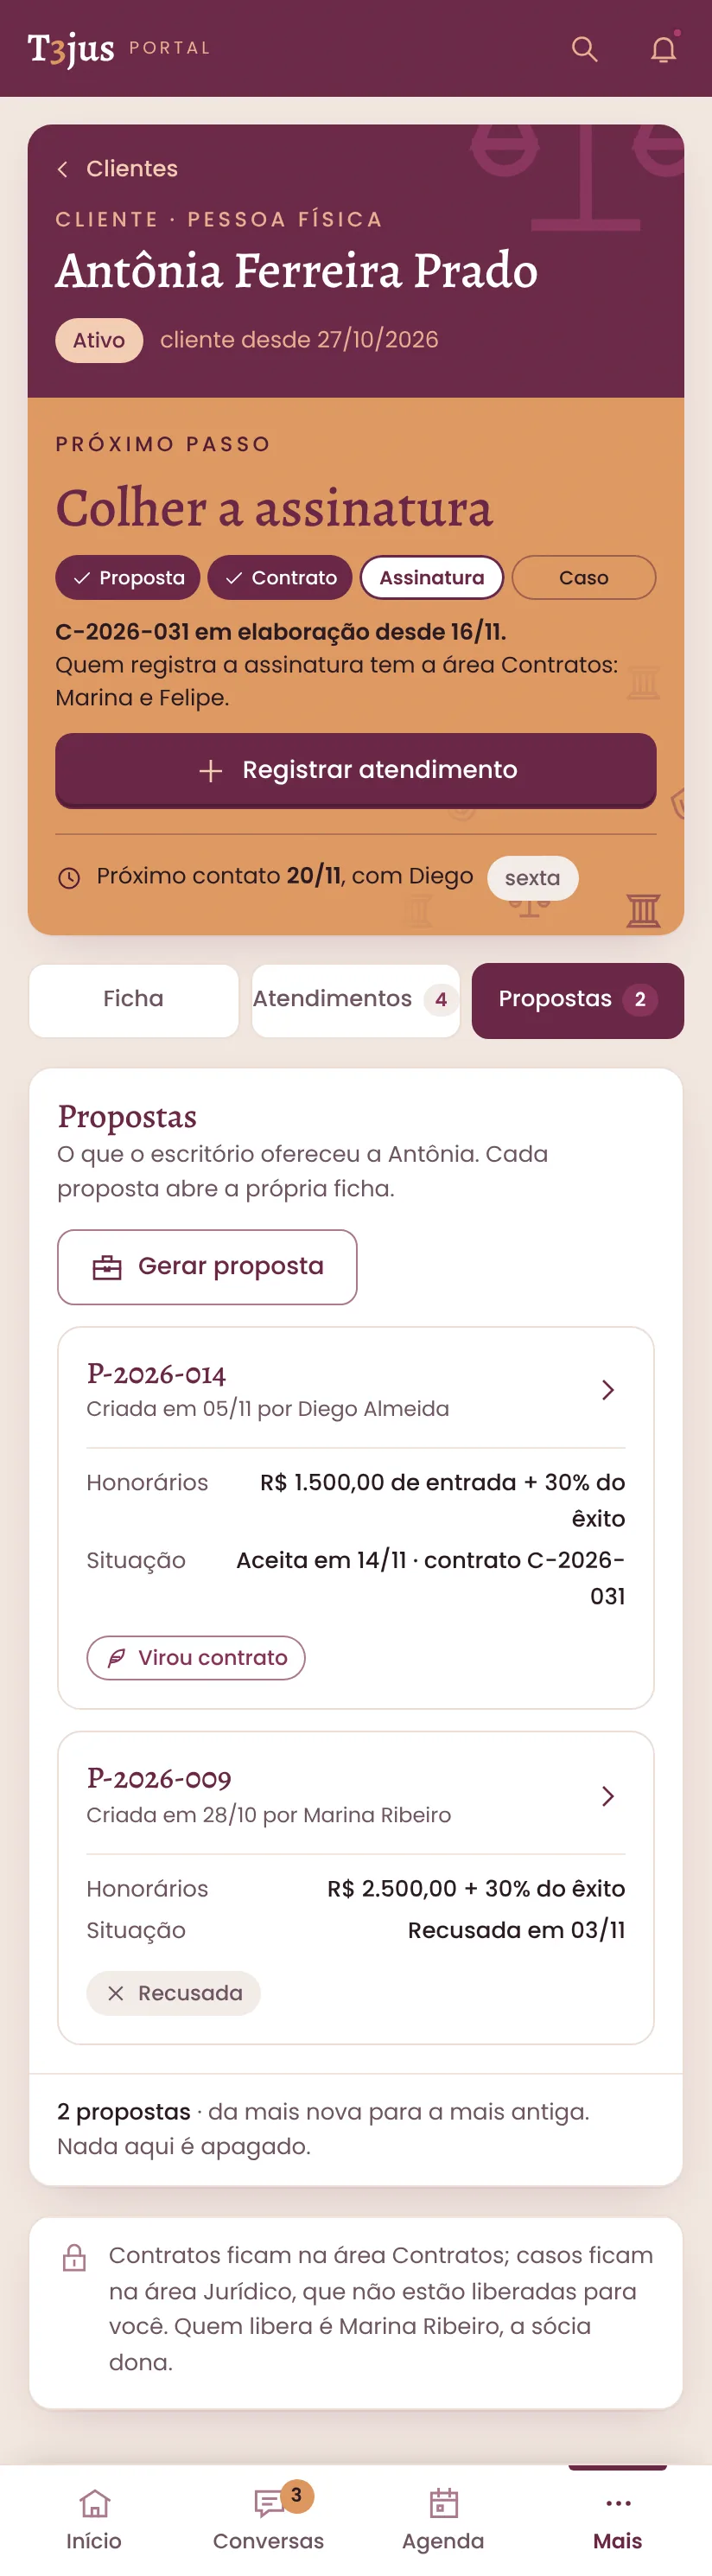 T3jus PORTAL
Clientes
CLIENTE · PESSOA FÍSICA
Antônia Ferreira Prado
Ativo cliente desde 27/10/2026
PRÓXIMO PASSO
Colher a assinatura
Proposta Contrato Assinatura Caso
C-2026-031 em elaboração desde 16/11.
Quem registra a assinatura tem a área Contratos:
Marina e Felipe.
Registrar atendimento
Próximo contato 20/11, com Diego sexta
Ficha Atendimentos 4 Propostas 2
Propostas
O que o escritório ofereceu a Antônia. Cada
proposta abre a própria ficha.
Gerar proposta
P-2026-014
Criada em 05/11 por Diego Almeida
Honorários R$ 1.500,00 de entrada + 30% do
êxito
Situação Aceita em 14/11 · contrato C-2026-
031
Virou contrato
P-2026-009
Criada em 28/10 por Marina Ribeiro
Honorários R$ 2.500,00 + 30% do êxito
Situação Recusada em 03/11
Recusada
2 propostas · da mais nova para a mais antiga.
Nada aqui é apagado.
Contratos ficam na área Contratos; casos ficam
na área Jurídico, que não estão liberadas para
você. Quem libera é Marina Ribeiro, a sócia
dona.
3
Início Conversas Agenda Mais